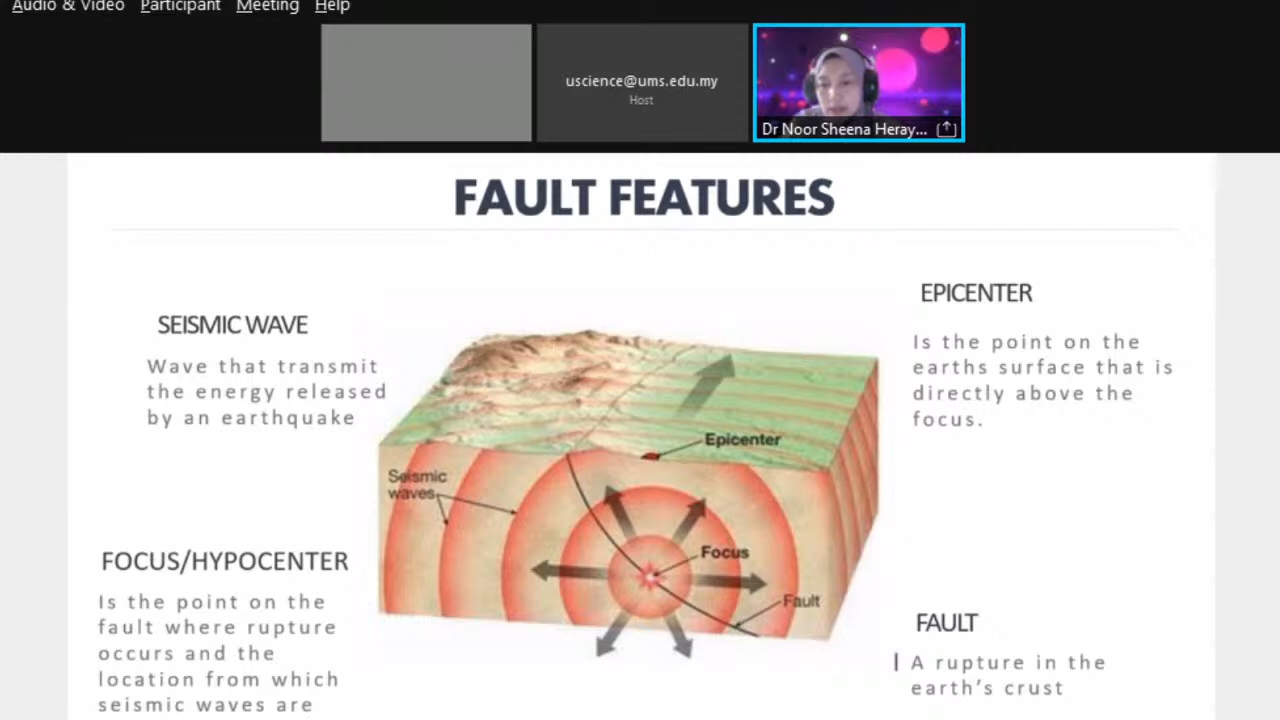 Audio & Video Participant Meeting Help
uscience@ums.edu.my
Host
Dr Noor Sheena Heray...
FAULT FEATURES
SEISMIC WAVE
Wave that transmit
the energy released
by an earthquake
EPICENTER
Is the point on the
earths surface that is
directly above the
focus.
Epicenter
Seismic
waves
Focus
Fault
FOCUS/HYPOCENTER
Is the point on the
fault where rupture
occurs and the
location from which
seismic waves are
FAULT
A rupture in the
earth's crust